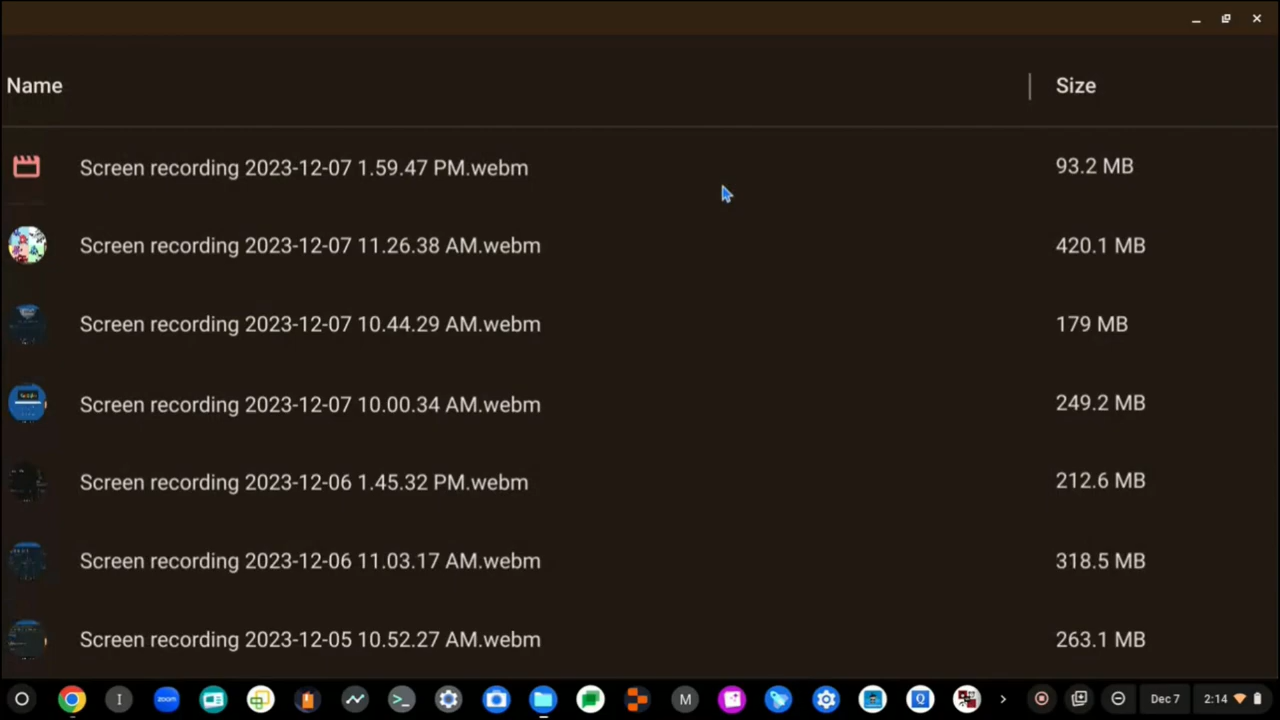 Name Size
Screen recording 2023-12-07 1.59.47 PM.webm 93.2 MB
Screen recording 2023-12-07 11.26.38 AM.webm 420.1 MB
Screen recording 2023-12-07 10.44.29 AM.webm 179 MB
Screen recording 2023-12-07 10.00.34 AM.webm 249.2 MB
Screen recording 2023-12-06 1.45.32 PM.webm 212.6 MB
Screen recording 2023-12-06 11.03.17 AM.webm 318.5 MB
Screen recording 2023-12-05 10.52.27 AM.webm 263.1 MB
I zoom M Q Dec 7 2:14